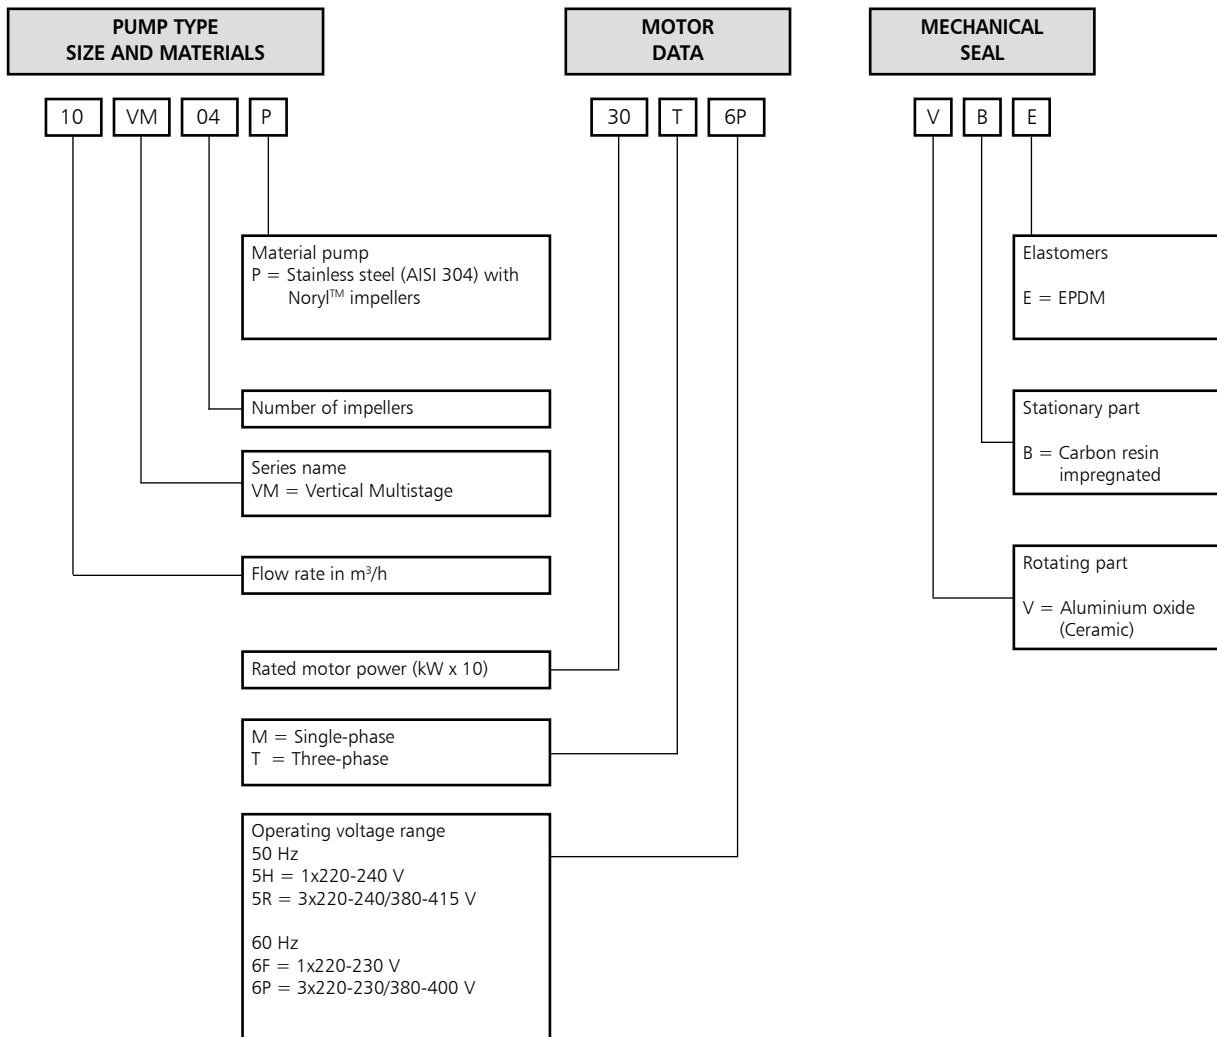 PUMP TYPE
SIZE AND MATERIALS
MOTOR
DATA
MECHANICAL
SEAL
10 VM 04 P
30 T 6P
V B E
Material pump
P = Stainless steel (AISI 304) with
Noryl™ impellers
Number of impellers
Series name
VM = Vertical Multistage
Flow rate in m³/h
Rated motor power (kW x 10)
M = Single-phase
T = Three-phase
Operating voltage range
50 Hz
5H = 1x220-240 V
5R = 3x220-240/380-415 V
60 Hz
6F = 1x220-230 V
6P = 3x220-230/380-400 V
Elastomers
E = EPDM
Stationary part
B = Carbon resin
impregnated
Rotating part
V = Aluminium oxide
(Ceramic)